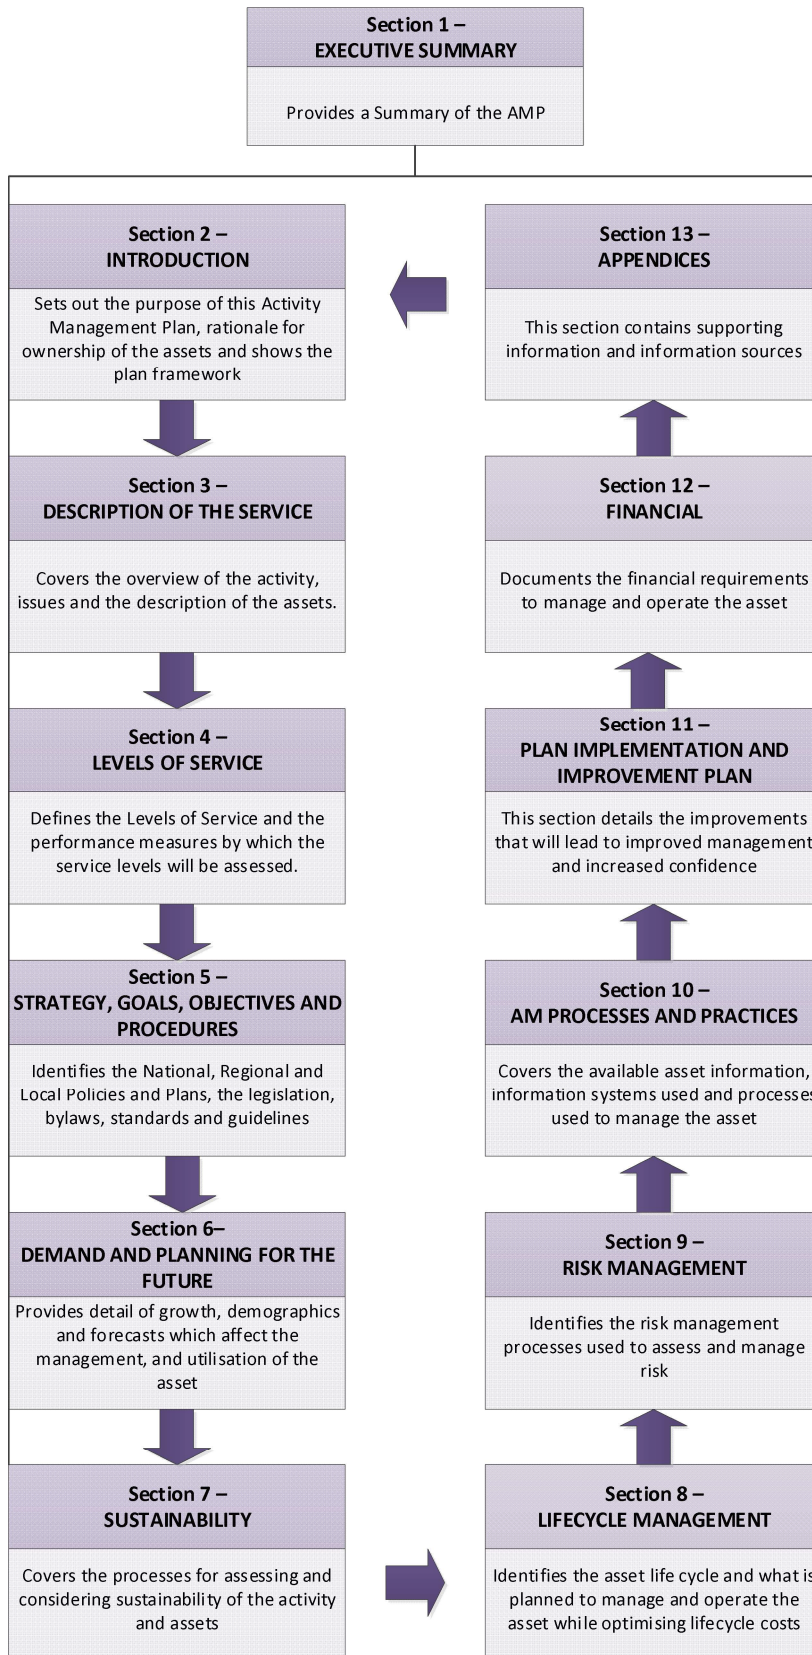 Section 1 –
EXECUTIVE SUMMARY
Provides a Summary of the AMP
Section 2 –
INTRODUCTION
Sets out the purpose of this Activity
Management Plan, rationale for
ownership of the assets and shows the
plan framework
Section 3 –
DESCRIPTION OF THE SERVICE
Covers the overview of the activity,
issues and the description of the assets.
Section 4 –
LEVELS OF SERVICE
Defines the Levels of Service and the
performance measures by which the
service levels will be assessed.
Section 5 –
STRATEGY, GOALS, OBJECTIVES AND
PROCEDURES
Identifies the National, Regional and
Local Policies and Plans, the legislation,
bylaws, standards and guidelines
Section 6–
DEMAND AND PLANNING FOR THE
FUTURE
Provides detail of growth, demographics
and forecasts which affect the
management, and utilisation of the
asset
Section 7 –
SUSTAINABILITY
Covers the processes for assessing and
considering sustainability of the activity
and assets
Section 8 –
LIFECYCLE MANAGEMENT
Identifies the asset life cycle and what is
planned to manage and operate the
asset while optimising lifecycle costs
Section 9 –
RISK MANAGEMENT
Identifies the risk management
processes used to assess and manage
risk
Section 10 –
AM PROCESSES AND PRACTICES
Covers the available asset information,
information systems used and processes
used to manage the asset
Section 11 –
PLAN IMPLEMENTATION AND
IMPROVEMENT PLAN
This section details the improvements
that will lead to improved management
and increased confidence
Section 12 –
FINANCIAL
Documents the financial requirements
to manage and operate the asset
Section 13 –
APPENDICES
This section contains supporting
information and information sources